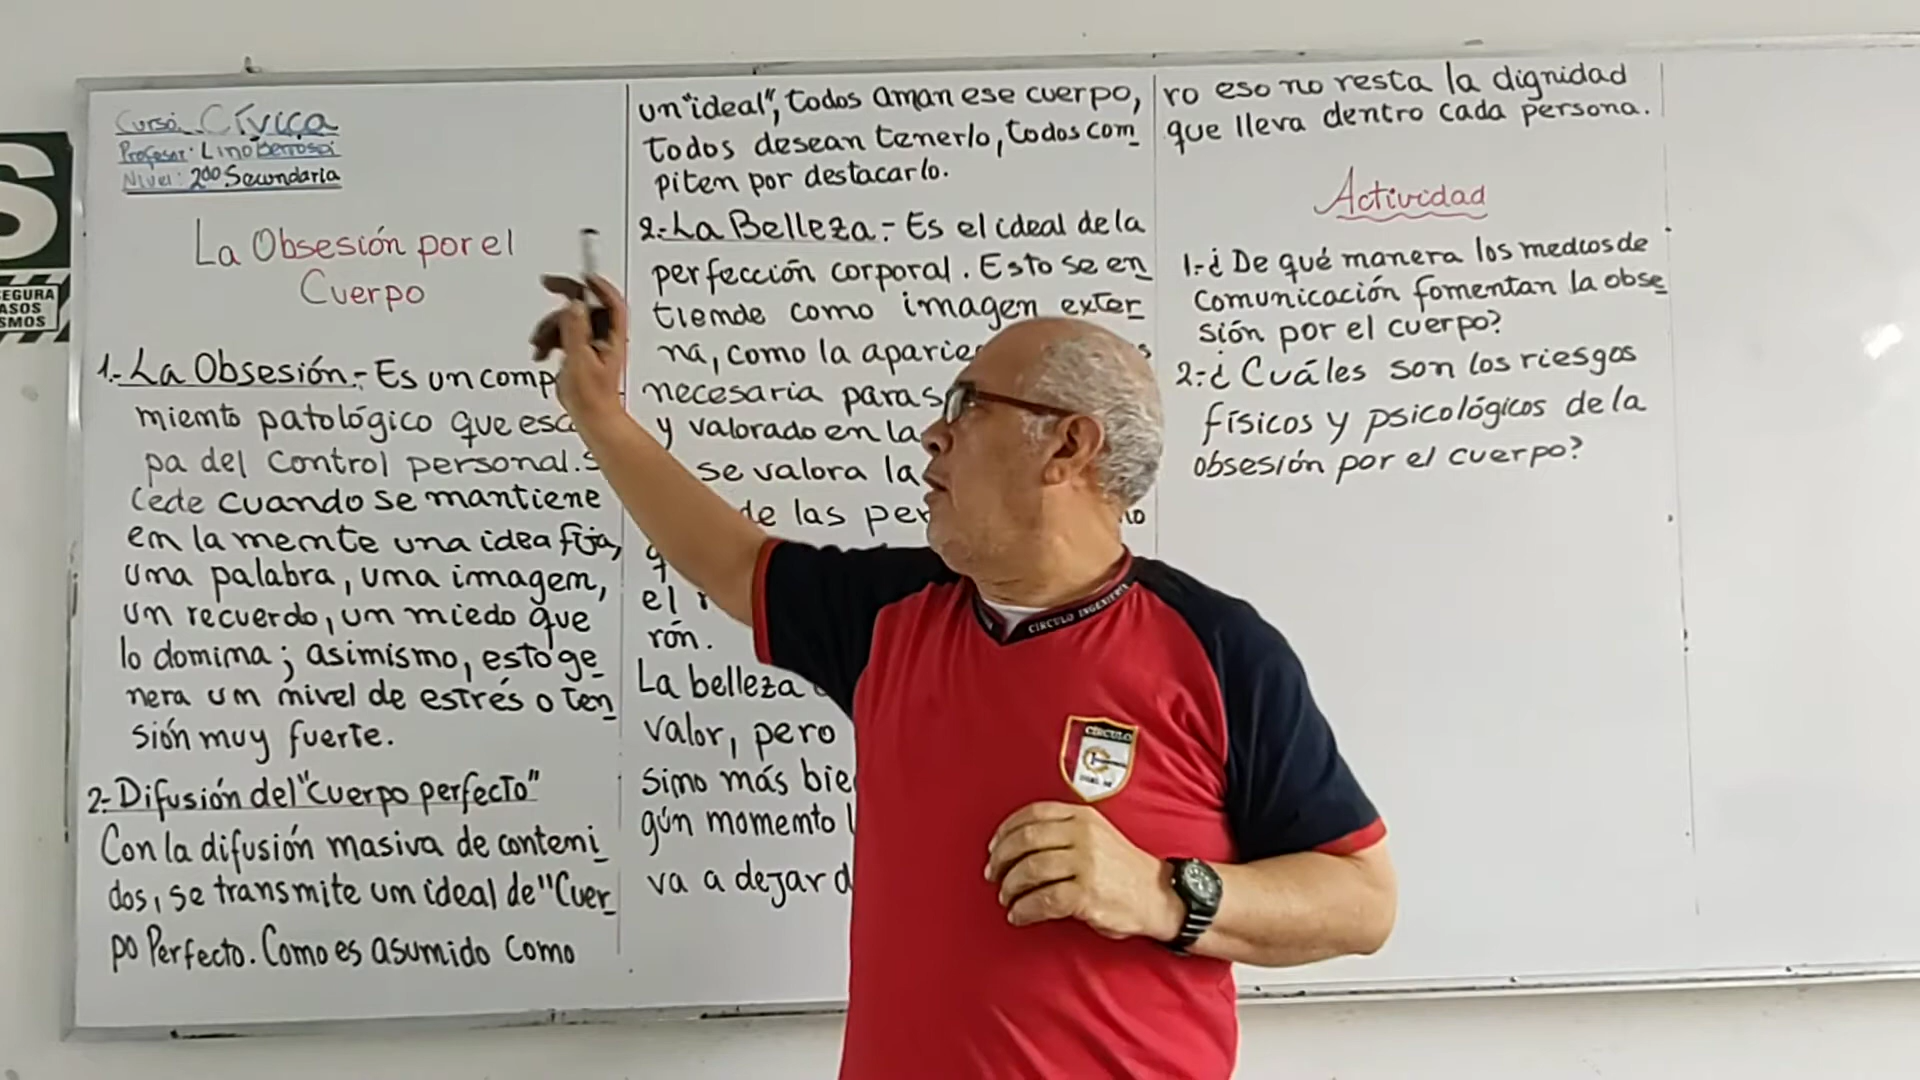 S
SEGURA
ASOS
SMOS
Curso: Cívica
Profesor: Lino Berrospi
Nivel: 2do Secundaria
La Obsesión por el
Cuerpo
1.- La Obsesión.- Es un comp
miento patológico que esc
pa del control personal. S
cede cuando se mantiene
en la mente una idea fija,
una palabra, una imagen,
un recuerdo, un miedo que
lo domina; asimismo, esto ge
nera un nivel de estrés o ten
sión muy fuerte.
2.- Difusión del "Cuerpo perfecto"
Con la difusión masiva de conteni
dos, se transmite un ideal de "Cuer
po Perfecto. Como es asumido como
un "ideal", todos aman ese cuerpo,
todos desean tenerlo, todos com
piten por destacarlo.
2.- La Belleza.- Es el ideal de la
perfección corporal. Esto se en
tiende como imagen exter
na, como la aparie s
necesaria para s
y valorado en la
se valora la
de las per
q
el r
rón.
La belleza
valor, pero
Sino más bie
gún momento l
va a dejar d
ro eso no resta la dignidad
que lleva dentro cada persona.
Actividad
1.- ¿De qué manera los medios de
comunicación fomentan la obse
sión por el cuerpo?
2.- ¿Cuáles son los riesgos
físicos y psicológicos de la
obsesión por el cuerpo?
CÍRCULO INGENIERÍA
CÍRCULO